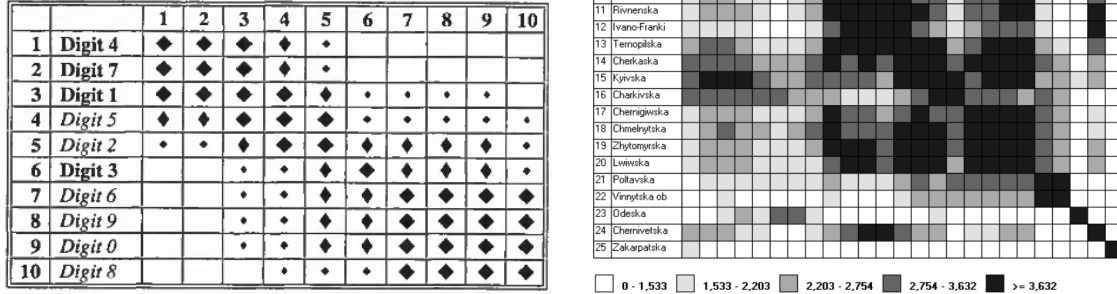 1 2 3 4 5 6 7 8 9 10
1 Digit 4
2 Digit 7
3 Digit 1
4 Digit 5
5 Digit 2
6 Digit 3
7 Digit 6
8 Digit 9
9 Digit 0
10 Digit 8
11 Rivnenska
12 Ivano-Franki
13 Ternopilska
14 Cherkaska
15 Kyivska
16 Charkivska
17 Chernigiwska
18 Chmelnytska
19 Zhytomyrska
20 Lwiwska
21 Poltavska
22 Vinnytska ob
23 Odeska
24 Chernivetska
25 Zakarpatska
0 - 1,533 1,533 - 2,203 2,203 - 2,754 2,754 - 3,632 >= 3,632